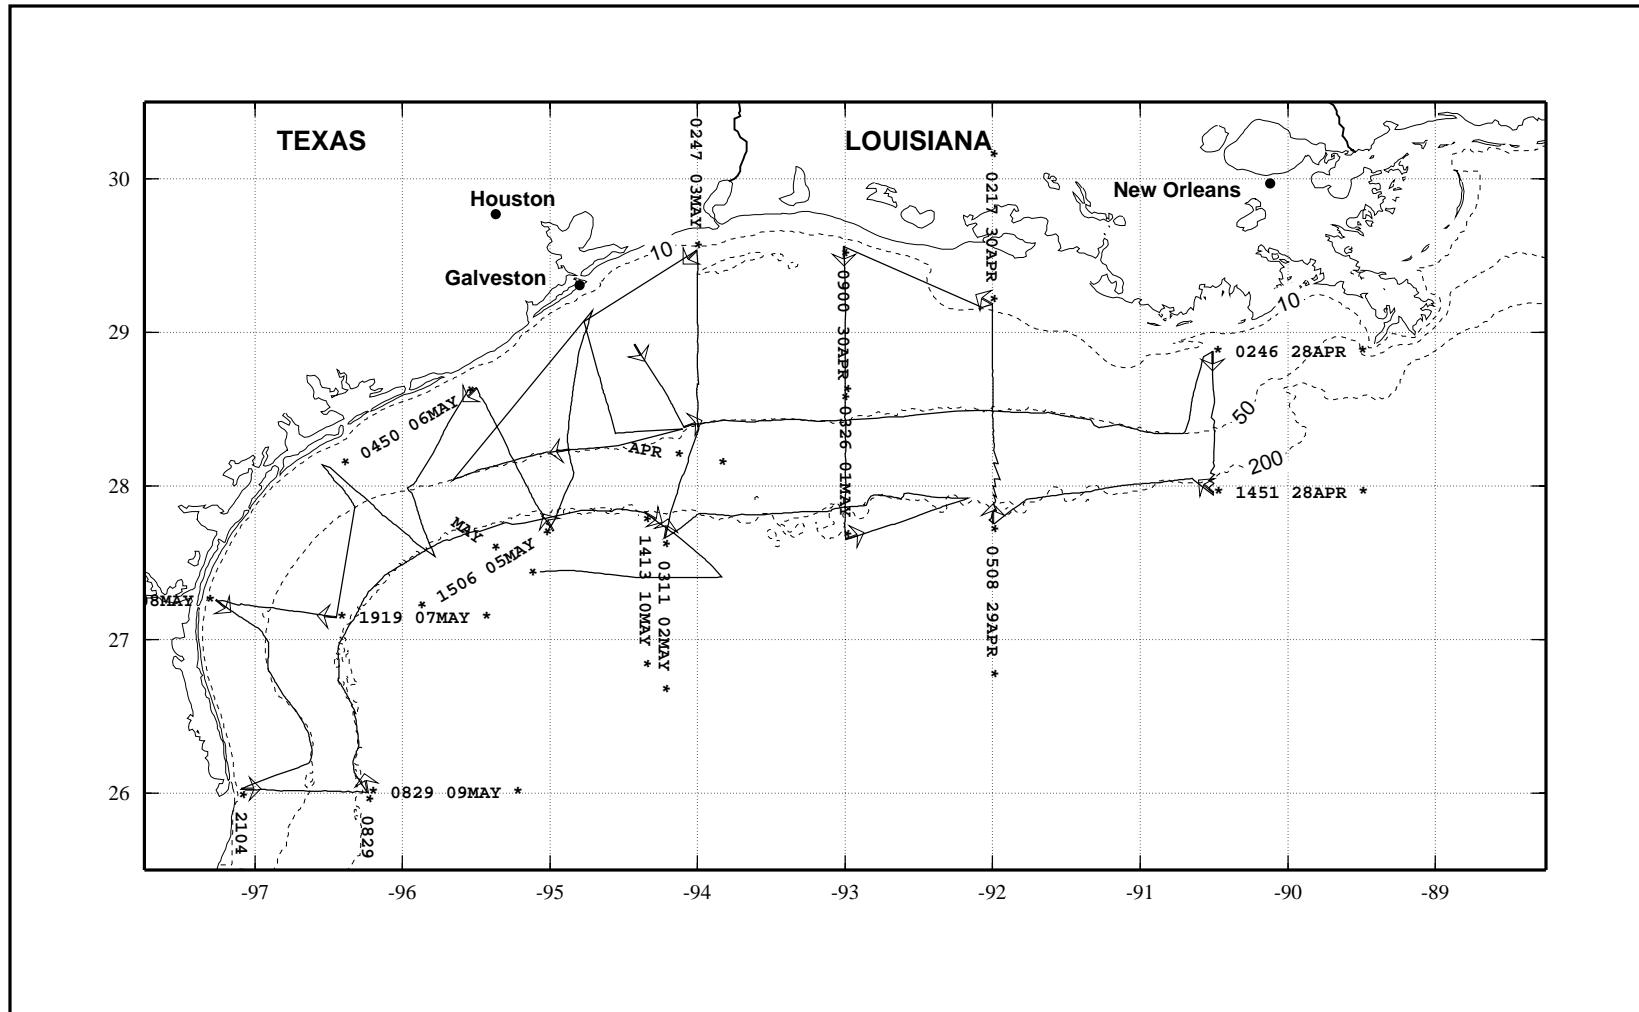 TEXAS
LOUISIANA
Houston
Galveston
New Orleans
0247 03MAY *
* 0217 30APR *
* 0900 30APR *
* 0326 01MAY *
* 0246 28APR *
* 1451 28APR *
* 0450 06MAY *
APR *
MAY *
* 1506 05MAY *
* 1413 10MAY *
* 0311 02MAY *
* 0508 29APR *
08MAY *
* 1919 07MAY *
* 0829 09MAY *
* 2104
* 0829
10
10
50
200
30
29
28
27
26
-97
-96
-95
-94
-93
-92
-91
-90
-89